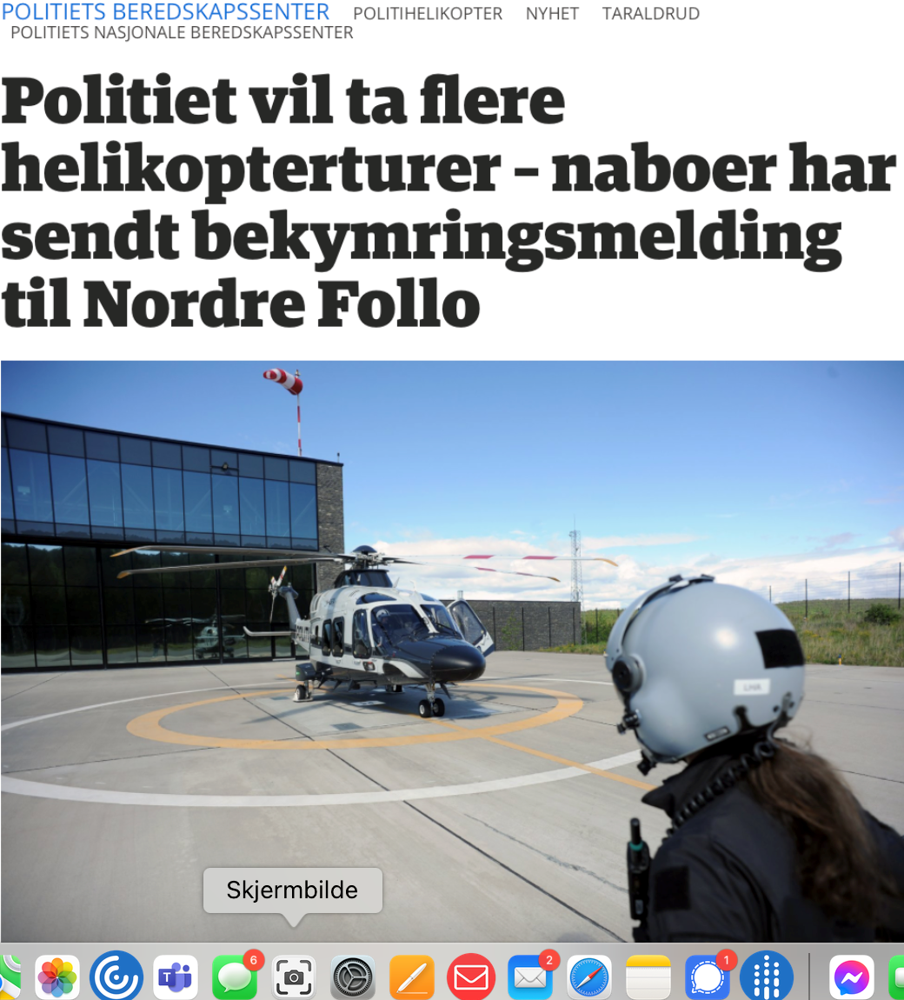 POLITIETS BEREDSKAPSSENTER POLITIHELIKOPTER NYHET TARALDRUD
POLITIETS NASJONALE BEREDSKAPSSENTER
Politiet vil ta flere
helikopterturer – naboer har
sendt bekymringsmelding
til Nordre Follo
POLITI
Skjermbilde
6
2
1
T